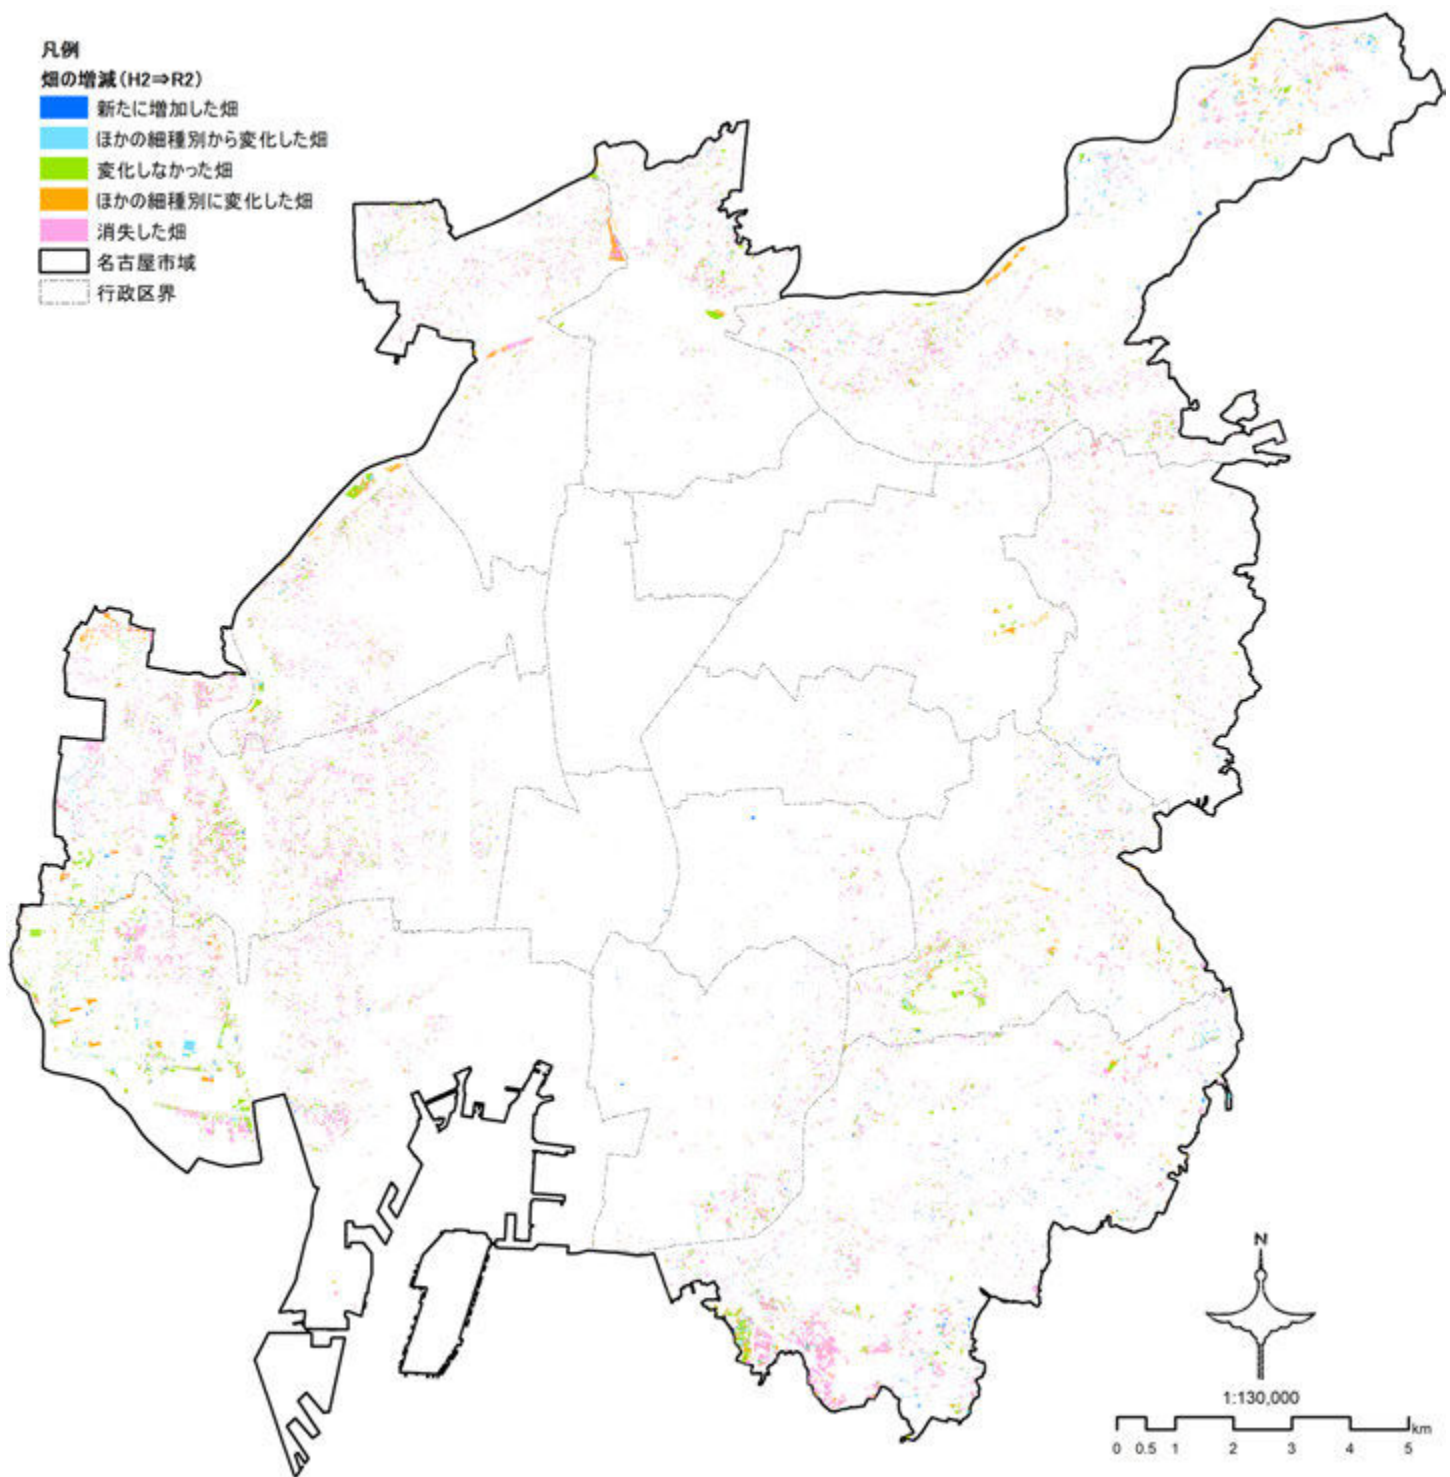 凡例
畑の増減(H2⇒R2)
新たに増加した畑
ほかの細種別から変化した畑
変化しなかった畑
ほかの細種別に変化した畑
消失した畑
名古屋市域
行政区界
N
1:130,000
km
0 0.5 1 2 3 4 5